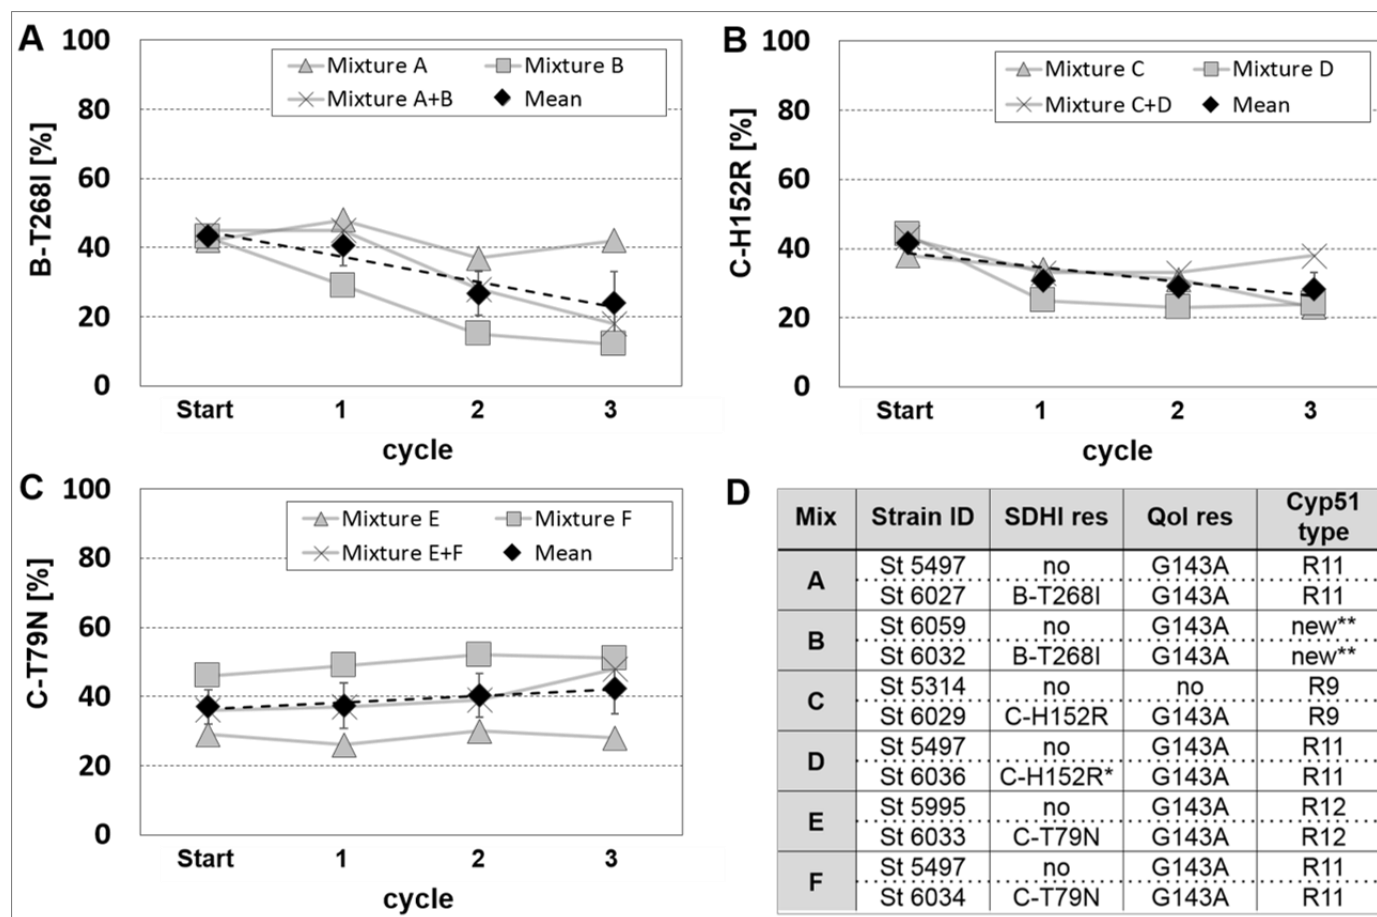 A
100
80
60
40
20
0
B-T268I [%]
Mixture A
Mixture B
Mixture A+B
Mean
Start
1
2
3
cycle
B
100
80
60
40
20
0
C-H152R [%]
Mixture C
Mixture D
Mixture C+D
Mean
Start
1
2
3
cycle
C
100
80
60
40
20
0
C-T79N [%]
Mixture E
Mixture F
Mixture E+F
Mean
Start
1
2
3
cycle
D
Mix Strain ID SDHI res QoI res Cyp51 type
A
St 5497 no G143A R11
St 6027 B-T268I G143A R11
B
St 6059 no G143A new**
St 6032 B-T268I G143A new**
C
St 5314 no no R9
St 6029 C-H152R G143A R9
D
St 5497 no G143A R11
St 6036 C-H152R* G143A R11
E
St 5995 no G143A R12
St 6033 C-T79N G143A R12
F
St 5497 no G143A R11
St 6034 C-T79N G143A R11